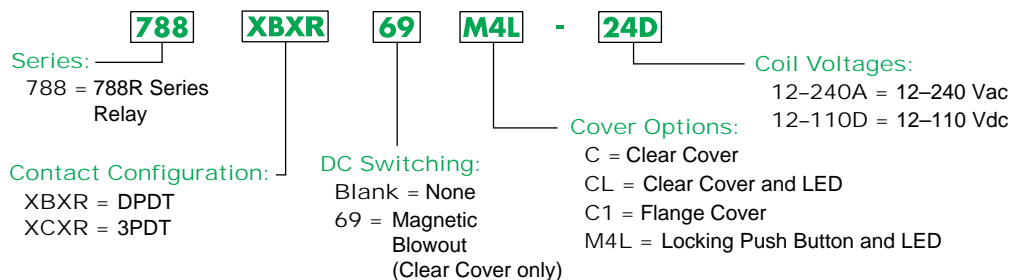 788 XBXR 69 M4L - 24D
Series:
788 = 788R Series
Relay
Contact Configuration:
XBXR = DPDT
XCXR = 3PDT
DC Switching:
Blank = None
69 = Magnetic
Blowout
(Clear Cover only)
Cover Options:
C = Clear Cover
CL = Clear Cover and LED
C1 = Flange Cover
M4L = Locking Push Button and LED
Coil Voltages:
12-240A = 12–240 Vac
12-110D = 12–110 Vdc